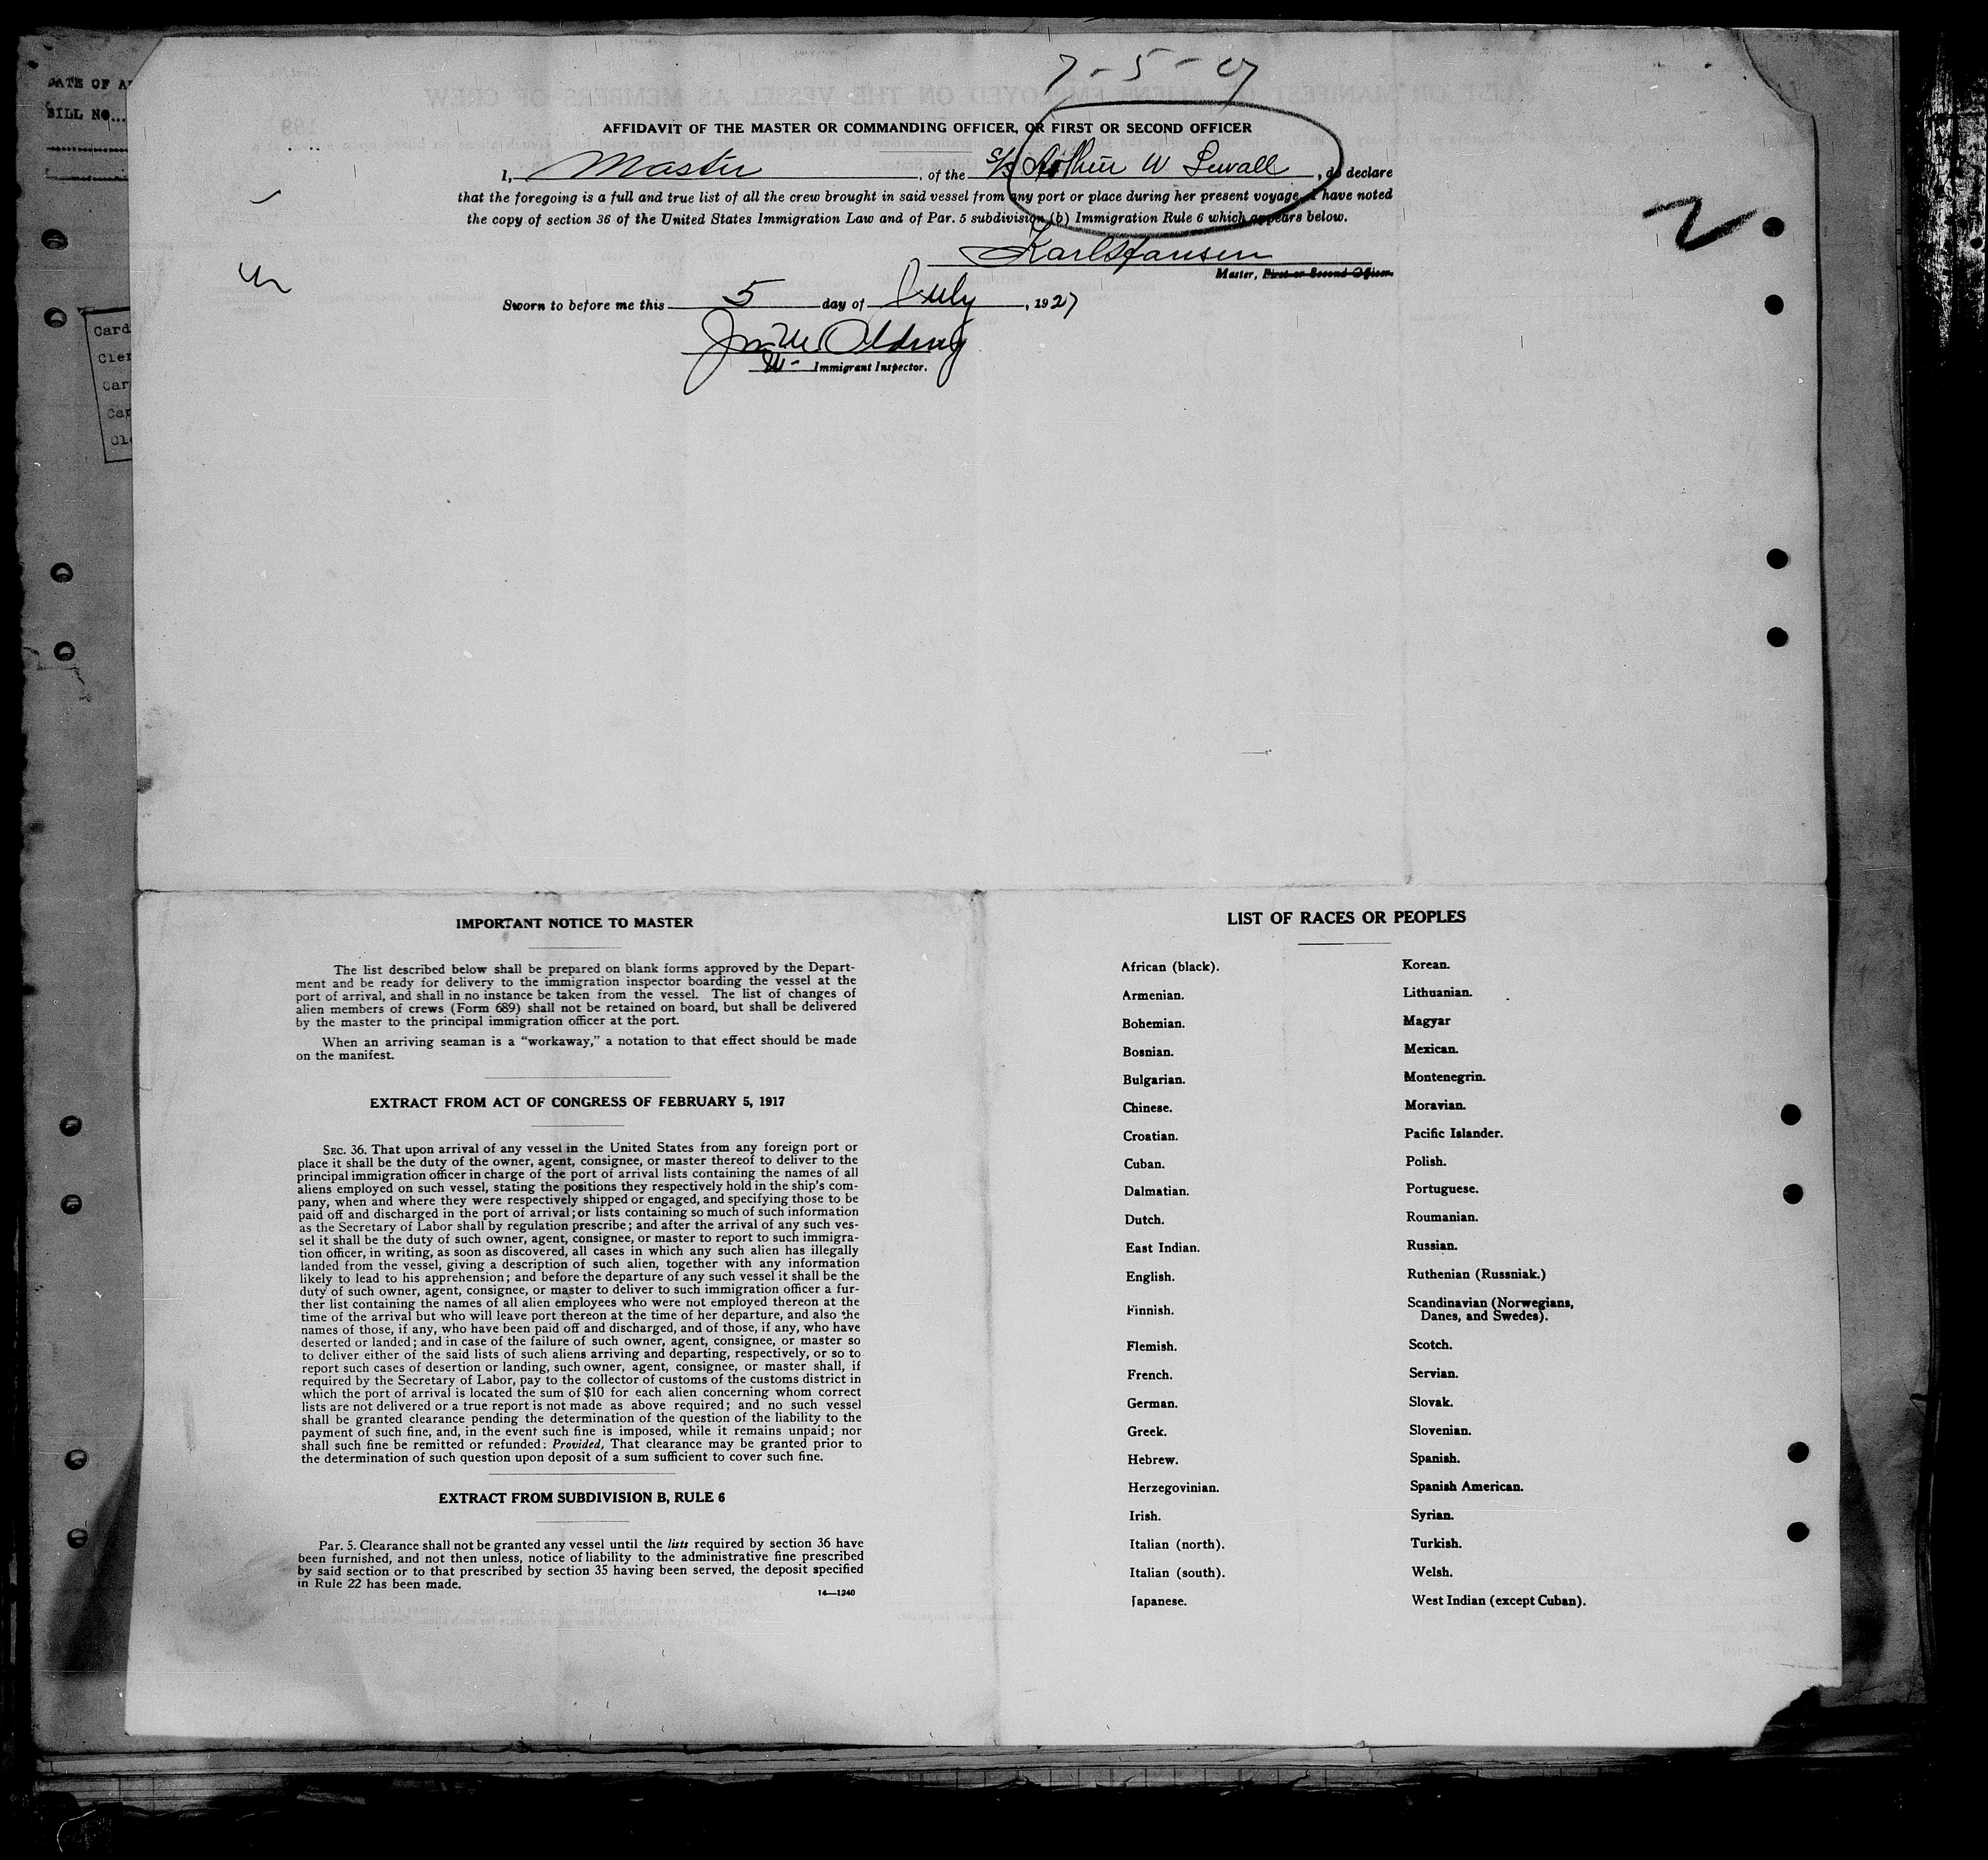 DATE OF
BILL NO...
Card
Cler
Car
Car
Cle
7-5-27
AFFIDAVIT OF THE MASTER OR COMMANDING OFFICER, OR FIRST OR SECOND OFFICER
I, Master, of the S/S Arthur W Sewall, do declare
that the foregoing is a full and true list of all the crew brought in said vessel from any port or place during her present voyage. I have noted
the copy of section 36 of the United States Immigration Law and of Par. 5 subdivision (b) Immigration Rule 6 which appears below.
Karl Hansen
Master, First or Second Officer.
Sworn to before me this 5 day of July, 1927
Immigrant Inspector.
2
IMPORTANT NOTICE TO MASTER
The list described below shall be prepared on blank forms approved by the Depart-
ment and be ready for delivery to the immigration inspector boarding the vessel at the
port of arrival, and shall in no instance be taken from the vessel. The list of changes of
alien members of crews (Form 689) shall not be retained on board, but shall be delivered
by the master to the principal immigration officer at the port.
When an arriving seaman is a “workaway,” a notation to that effect should be made
on the manifest.
EXTRACT FROM ACT OF CONGRESS OF FEBRUARY 5, 1917
SEC. 36. That upon arrival of any vessel in the United States from any foreign port or
place it shall be the duty of the owner, agent, consignee, or master thereof to deliver to the
principal immigration officer in charge of the port of arrival lists containing the names of all
aliens employed on such vessel, stating the positions they respectively hold in the ship's com-
pany, when and where they were respectively shipped or engaged, and specifying those to be
paid off and discharged in the port of arrival; or lists containing so much of such information
as the Secretary of Labor shall by regulation prescribe; and after the arrival of any such ves-
sel it shall be the duty of such owner, agent, consignee, or master to report to such immigra-
tion officer, in writing, as soon as discovered, all cases in which any such alien has illegally
landed from the vessel, giving a description of such alien, together with any information
likely to lead to his apprehension; and before the departure of any such vessel it shall be the
duty of such owner, agent, consignee, or master to deliver to such immigration officer a fur-
ther list containing the names of all alien employees who were not employed thereon at the
time of the arrival but who will leave port thereon at the time of her departure, and also the
names of those, if any, who have been paid off and discharged, and of those, if any, who have
deserted or landed; and in case of the failure of such owner, agent, consignee, or master so
to deliver either of the said lists of such aliens arriving and departing, respectively, or so to
report such cases of desertion or landing, such owner, agent, consignee, or master shall, if
required by the Secretary of Labor, pay to the collector of customs of the customs district in
which the port of arrival is located the sum of $10 for each alien concerning whom correct
lists are not delivered or a true report is not made as above required; and no such vessel
shall be granted clearance pending the determination of the question of the liability to the
payment of such fine, and, in the event such fine is imposed, while it remains unpaid; nor
shall such fine be remitted or refunded: Provided, That clearance may be granted prior to
the determination of such question upon deposit of a sum sufficient to cover such fine.
EXTRACT FROM SUBDIVISION B, RULE 6
Par. 5. Clearance shall not be granted any vessel until the lists required by section 36 have
been furnished, and not then unless, notice of liability to the administrative fine prescribed
by said section or to that prescribed by section 35 having been served, the deposit specified
in Rule 22 has been made.
14—1240
LIST OF RACES OR PEOPLES
African (black).
Armenian.
Bohemian.
Bosnian.
Bulgarian.
Chinese.
Croatian.
Cuban.
Dalmatian.
Dutch.
East Indian.
English.
Finnish.
Flemish.
French.
German.
Greek.
Hebrew.
Herzegovinian.
Irish.
Italian (north).
Italian (south).
Japanese.
Korean.
Lithuanian.
Magyar
Mexican.
Montenegrin.
Moravian.
Pacific Islander.
Polish.
Portuguese.
Roumanian.
Russian.
Ruthenian (Russniak.)
Scandinavian (Norwegians,
Danes, and Swedes).
Scotch.
Servian.
Slovak.
Slovenian.
Spanish.
Spanish American.
Syrian.
Turkish.
Welsh.
West Indian (except Cuban).